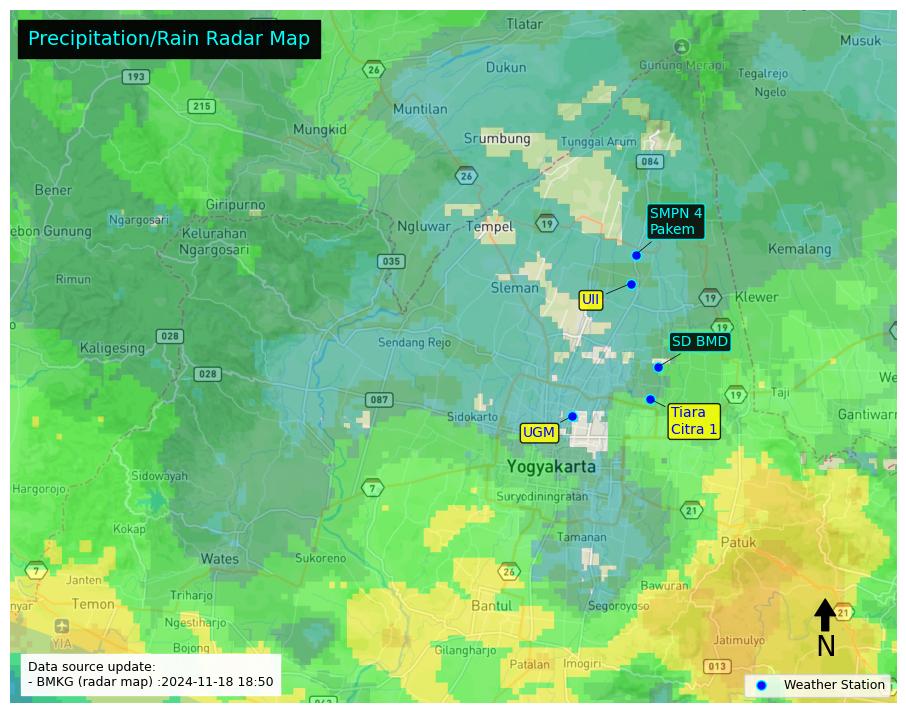 Precipitation/Rain Radar Map
Tlatar
26
Musuk
193
Dukun
Gunung Merapi
Tegalrejo
Ngelo
215
Muntilan
Mungkid
Srumbung
Tunggal Arum
084
26
Bener
Giripurno
Ngargosari
SMPN 4
Pakem
ebon Gunung
Kelurahan
Ngargosari
Ngluwar
Tempel
19
Kemalang
035
Rimun
Sleman
UII
19
Klewer
19
028
Kaligesing
Sendang Rejo
SD BMD
028
We
087
Sidokarto
19
Taji
Tiara
Citra 1
Gantiwarn
UGM
Yogyakarta
Sidowayah
Hargorojo
7
Suryodiningratan
21
Kokap
Tamanan
Patuk
Wates
Sukoreno
7
26
Janten
Bawuran
Triharjo
nyar
Temon
Bantul
Segoroyoso
21
Ngestiharjo
YIA
Jatimulyo
N
Bojong
Gilangharjo
Patalan
Imogiri
013
Data source update:
- BMKG (radar map) :2024-11-18 18:50
Weather Station